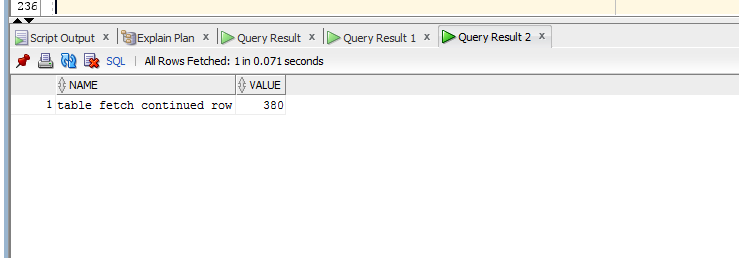 236
Script Output x Explain Plan x Query Result x Query Result 1 x Query Result 2 x
SQL | All Rows Fetched: 1 in 0.071 seconds
NAME VALUE
1 table fetch continued row 380